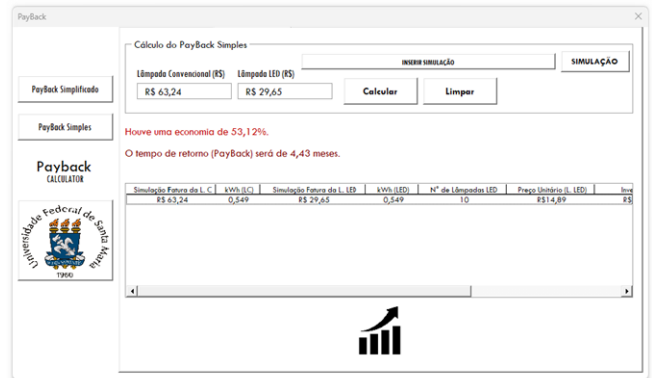 PayBack
Cálculo do PayBack Simples
INSERIR SIMULAÇÃO
SIMULAÇÃO
Lâmpada Convencional (R$) Lâmpada LED (R$)
R$ 63,24 R$ 29,65 Calcular Limpar
PayBack Simplificado
PayBack Simples
Houve uma economia de 53,12%.
O tempo de retorno (PayBack) será de 4,43 meses.
Payback
CALCULATOR
Simulação Fatura da L. C kWh (LC) Simulação Fatura da L. LED kWh (LED) N° de Lâmpadas LED Preço Unitário (L. LED) Inve
R$ 63,24 0,549 R$ 29,65 0,549 10 R$14,89 R$
Universidade Federal de Santa Maria
1960